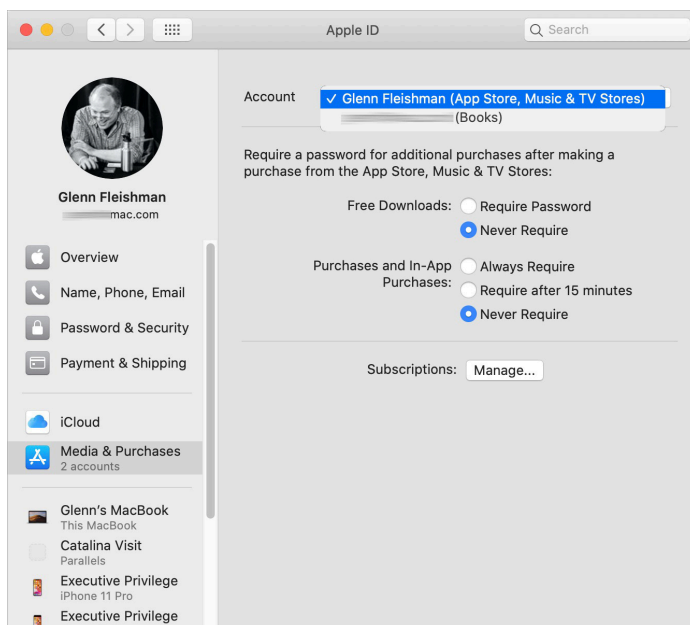 Apple ID
Search
Glenn Fleishman
mac.com
Overview
Name, Phone, Email
Password & Security
Payment & Shipping
iCloud
Media & Purchases
2 accounts
Glenn’s MacBook
This MacBook
Catalina Visit
Parallels
Executive Privilege
iPhone 11 Pro
Executive Privilege
Account
✓ Glenn Fleishman (App Store, Music & TV Stores)
(Books)
Require a password for additional purchases after making a
purchase from the App Store, Music & TV Stores:
Free Downloads: Require Password
Never Require
Purchases and In-App Always Require
Purchases: Require after 15 minutes
Never Require
Subscriptions: Manage...